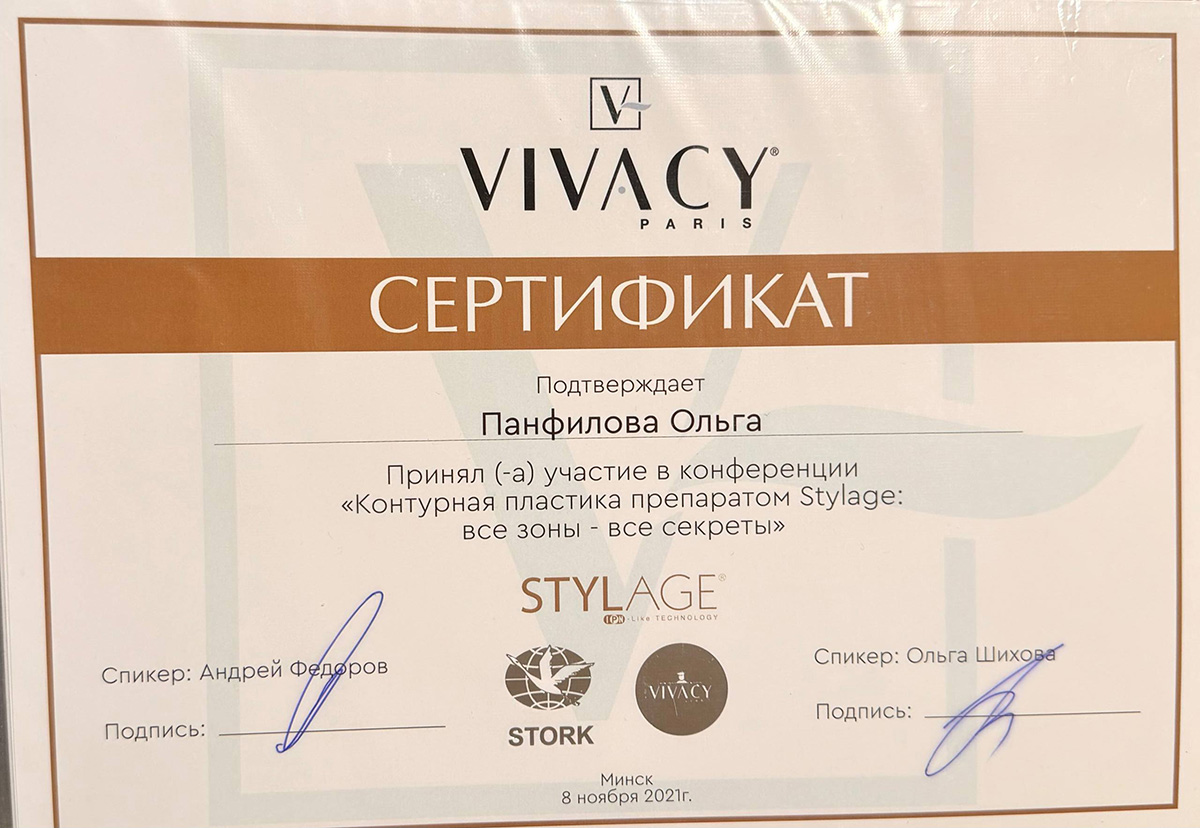 V
VIVACY®
PARIS
СЕРТИФИКАТ
Подтверждает
Панфилова Ольга
Принял (-а) участие в конференции
«Контурная пластика препаратом Stylage:
все зоны - все секреты»
STYLAGE®
IPN-Like TECHNOLOGY
Спикер: Андрей Федоров
Подпись:
STORK
VIVACY
Спикер: Ольга Шихова
Подпись:
Минск
8 ноября 2021г.